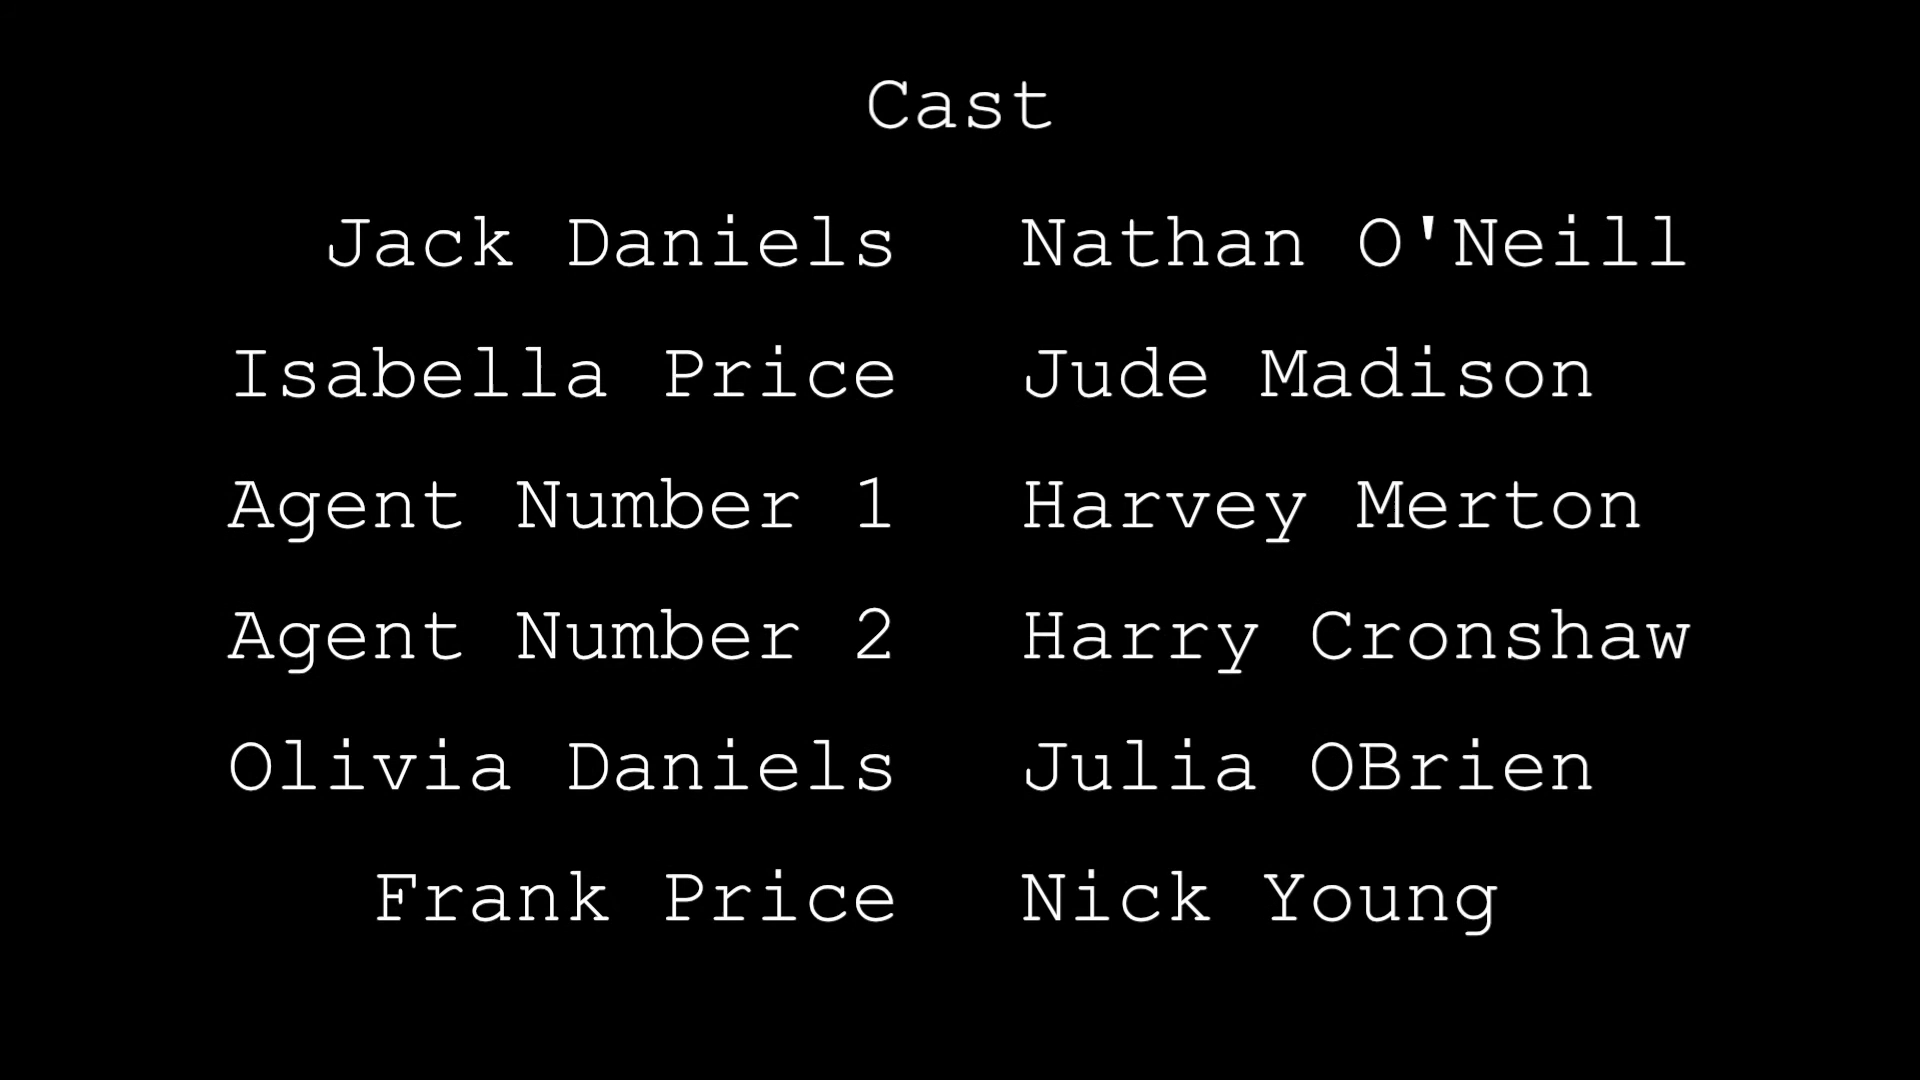 Cast
Jack Daniels Nathan O'Neill
Isabella Price Jude Madison
Agent Number 1 Harvey Merton
Agent Number 2 Harry Cronshaw
Olivia Daniels Julia OBrien
Frank Price Nick Young